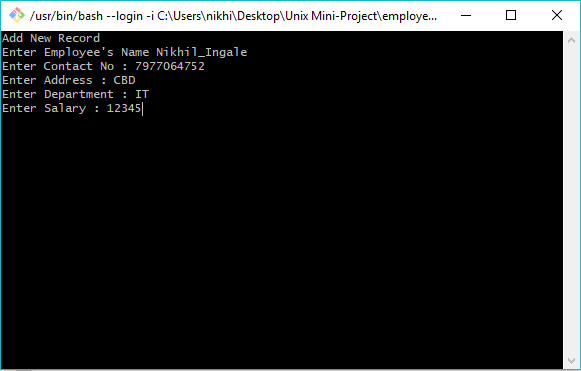 /usr/bin/bash --login -i C:\Users\nikhi\Desktop\Unix Mini-Project\employe...
Add New Record
Enter Employee's Name Nikhil_Ingale
Enter Contact No : 7977064752
Enter Address : CBD
Enter Department : IT
Enter Salary : 12345